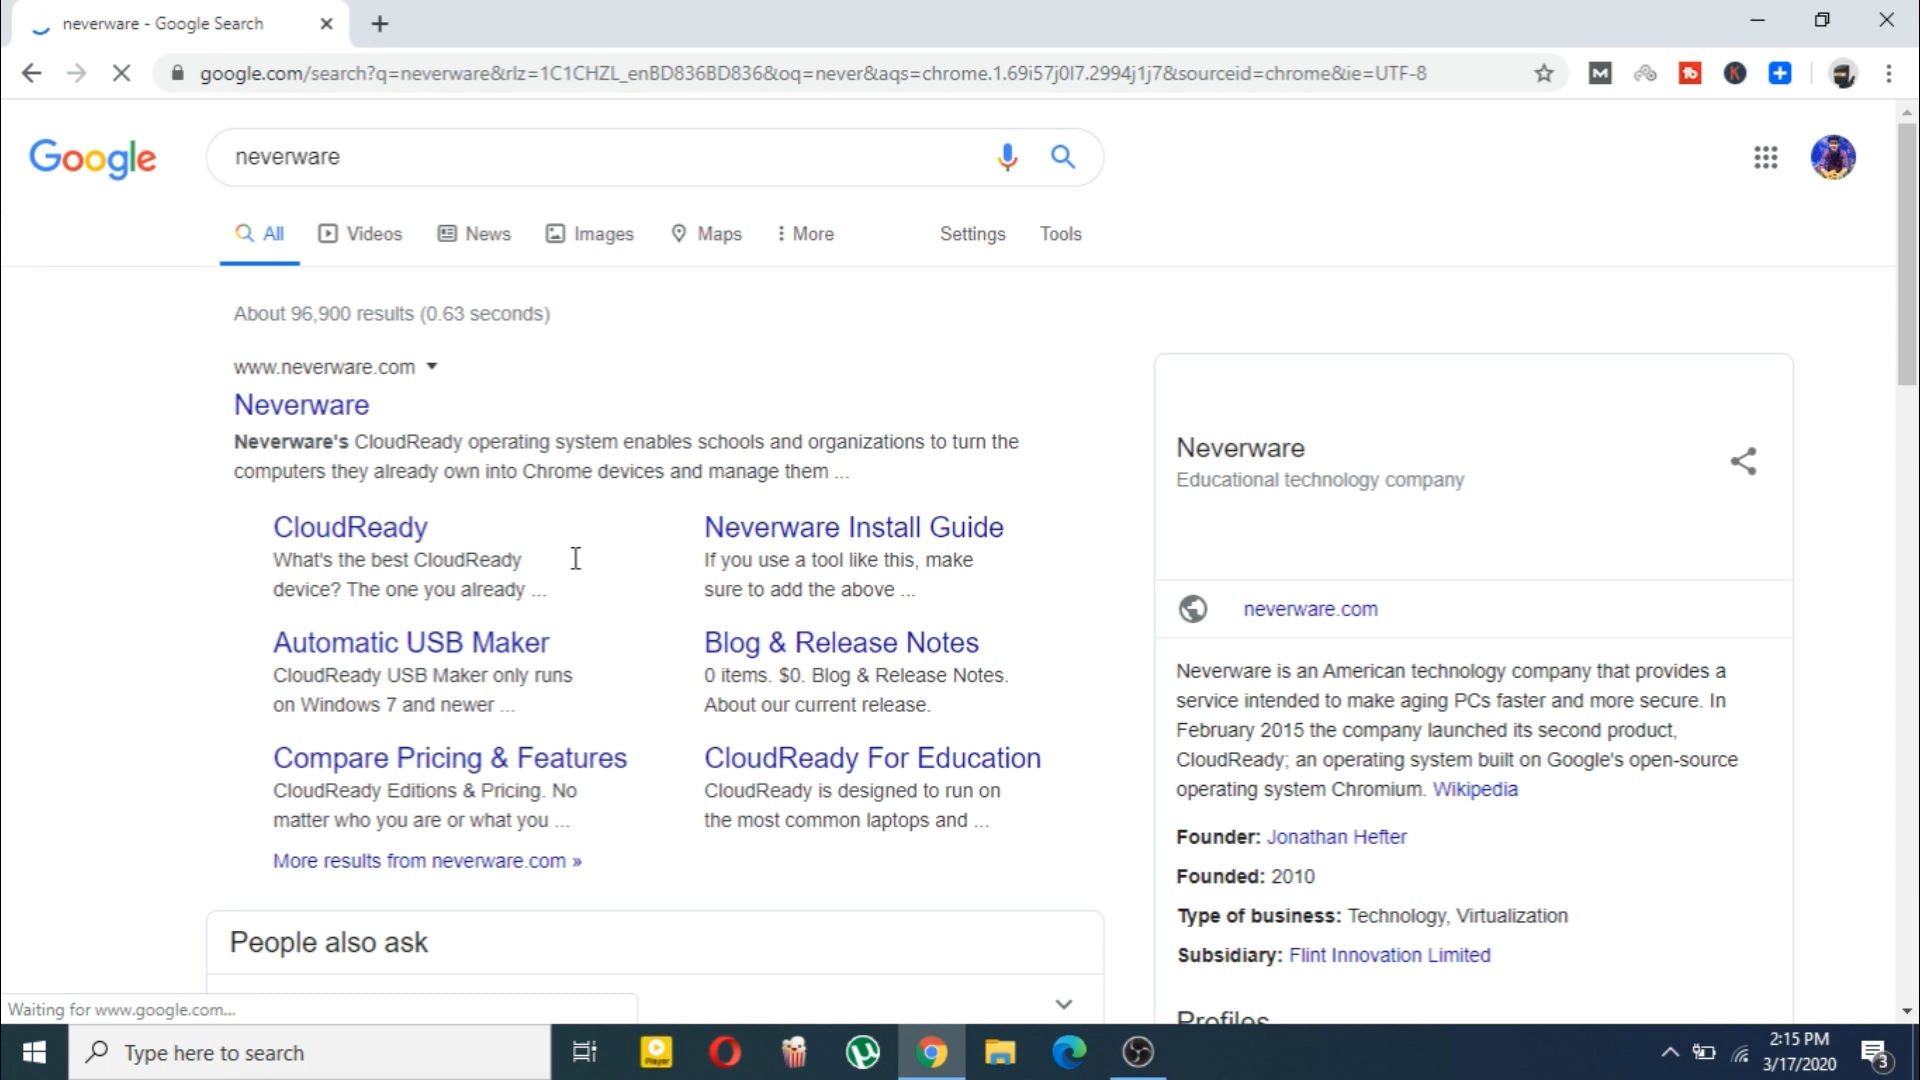 neverware - Google Search
google.com/search?q=neverware&rlz=1C1CHZL_enBD836BD836&oq=never&aqs=chrome.1.69i57j0l7.2994j1j7&sourceid=chrome&ie=UTF-8
Google
neverware
All
Videos
News
Images
Maps
More
Settings
Tools
About 96,900 results (0.63 seconds)
www.neverware.com
Neverware
Neverware's CloudReady operating system enables schools and organizations to turn the
computers they already own into Chrome devices and manage them ...
CloudReady
What's the best CloudReady
device? The one you already ...
Neverware Install Guide
If you use a tool like this, make
sure to add the above ...
Automatic USB Maker
CloudReady USB Maker only runs
on Windows 7 and newer ...
Blog & Release Notes
0 items. $0. Blog & Release Notes.
About our current release.
Compare Pricing & Features
CloudReady Editions & Pricing. No
matter who you are or what you ...
CloudReady For Education
CloudReady is designed to run on
the most common laptops and ...
More results from neverware.com »
People also ask
Neverware
Educational technology company
neverware.com
Neverware is an American technology company that provides a
service intended to make aging PCs faster and more secure. In
February 2015 the company launched its second product,
CloudReady; an operating system built on Google's open-source
operating system Chromium. Wikipedia
Founder: Jonathan Hefter
Founded: 2010
Type of business: Technology, Virtualization
Subsidiary: Flint Innovation Limited
Profiles
Waiting for www.google.com...
Type here to search
Player
2:15 PM
3/17/2020
3